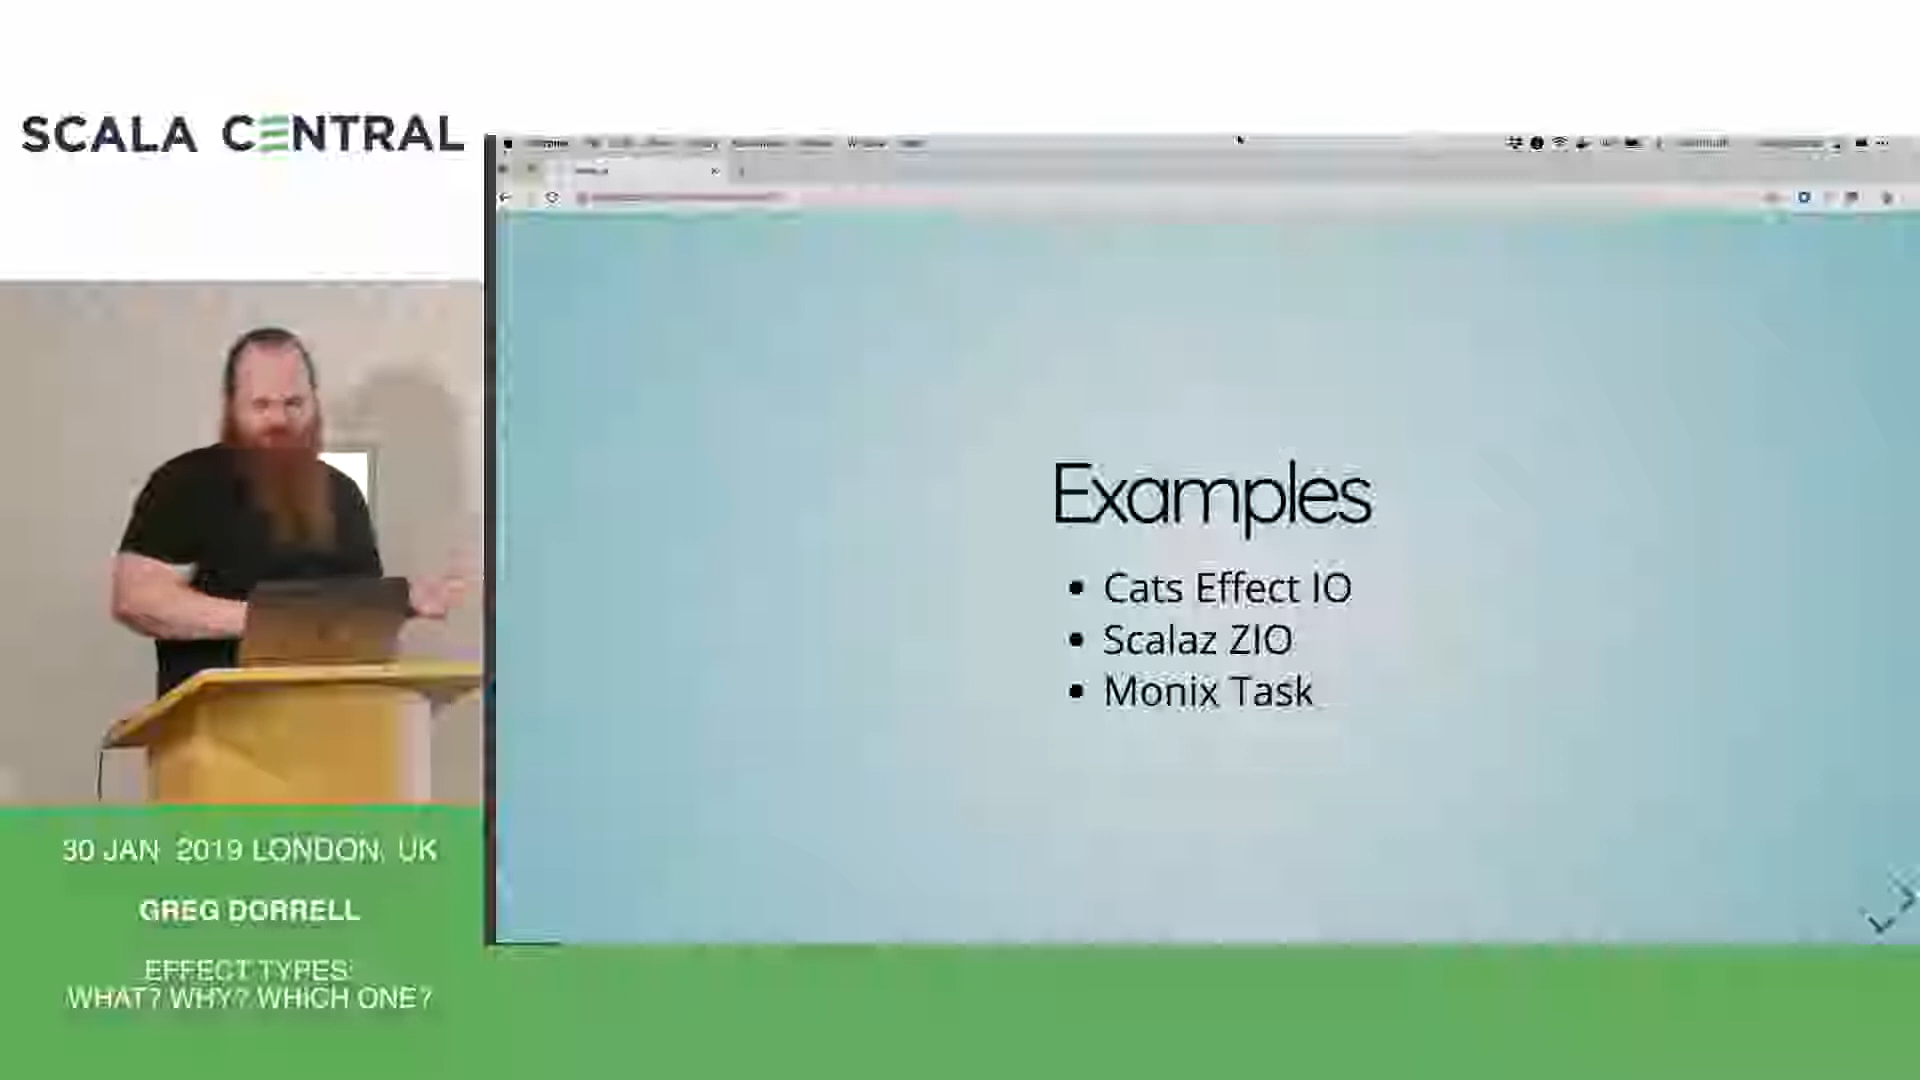 SCALA CENTRAL
Examples
• Cats Effect IO
• Scalaz ZIO
• Monix Task
30 JAN 2019 LONDON, UK
GREG DORRELL
EFFECT TYPES
WHAT? WHY? WHICH ONE?